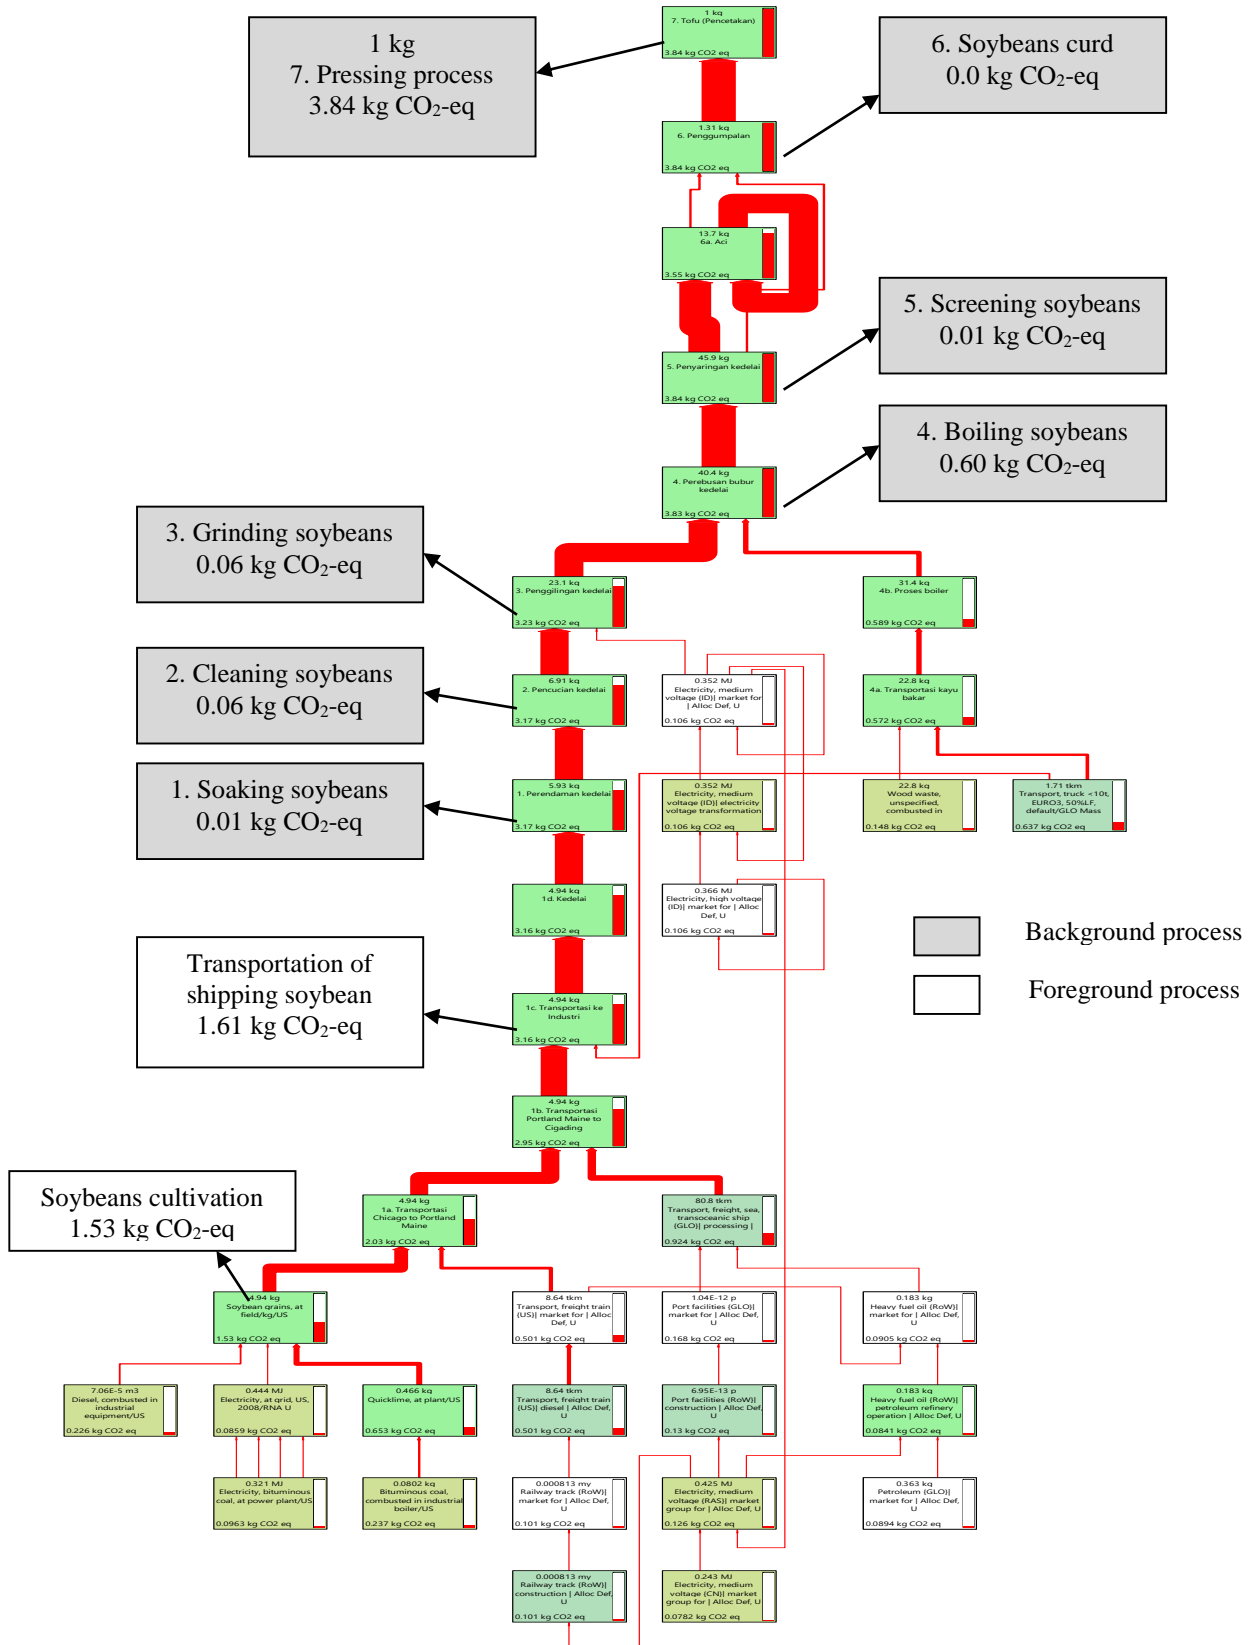 1 kg
7. Pressing process
3.84 kg CO₂-eq
1 kg
7. Tofu (Pencetakan)
3.84 kg CO2 eq
6. Soybeans curd
0.0 kg CO₂-eq
1.31 kg
6. Penggumpalan
3.84 kg CO2 eq
13.7 kg
6a. Aci
3.55 kg CO2 eq
5. Screening soybeans
0.01 kg CO₂-eq
45.9 kg
5. Penyaringan kedelai
3.84 kg CO2 eq
4. Boiling soybeans
0.60 kg CO₂-eq
40.4 kg
4. Perebusan bubur
kedelai
3.83 kg CO2 eq
3. Grinding soybeans
0.06 kg CO₂-eq
23.1 kg
3. Penggilingan kedelai
3.23 kg CO2 eq
31.4 kg
4b. Proses boiler
0.589 kg CO2 eq
2. Cleaning soybeans
0.06 kg CO₂-eq
6.91 kg
2. Pencucian kedelai
3.17 kg CO2 eq
0.352 MJ
Electricity, medium
voltage {ID}| market for
| Alloc Def, U
0.106 kg CO2 eq
22.8 kg
4a. Transportasi kayu
bakar
0.572 kg CO2 eq
1. Soaking soybeans
0.01 kg CO₂-eq
5.93 kg
1. Perendaman kedelai
3.17 kg CO2 eq
0.352 MJ
Electricity, medium
voltage {ID}| electricity
voltage transformation
0.106 kg CO2 eq
22.8 kg
Wood waste,
unspecified,
combusted in
0.148 kg CO2 eq
1.71 tkm
Transport, truck <10t,
EURO3, 50%LF,
default/GLO Mass
0.637 kg CO2 eq
4.94 kg
1d. Kedelai
3.16 kg CO2 eq
0.366 MJ
Electricity, high voltage
{ID}| market for | Alloc
Def, U
0.106 kg CO2 eq
Background process
Foreground process
Transportation of
shipping soybean
1.61 kg CO₂-eq
4.94 kg
1c. Transportasi ke
Industri
3.16 kg CO2 eq
4.94 kg
1b. Transportasi
Portland Maine to
Cigading
2.95 kg CO2 eq
Soybeans cultivation
1.53 kg CO₂-eq
4.94 kg
1a. Transportasi
Chicago to Portland
Maine
2.03 kg CO2 eq
80.8 tkm
Transport, freight, sea,
transoceanic ship
{GLO}| processing |
0.924 kg CO2 eq
4.94 kg
Soybean grains, at
field/kg/US
1.53 kg CO2 eq
8.64 tkm
Transport, freight train
{US}| market for | Alloc
Def, U
0.501 kg CO2 eq
1.04E-12 p
Port facilities {GLO}|
market for | Alloc Def,
U
0.168 kg CO2 eq
0.183 kg
Heavy fuel oil {RoW}|
market for | Alloc Def,
U
0.0905 kg CO2 eq
7.06E-5 m3
Diesel, combusted in
industrial
equipment/US
0.226 kg CO2 eq
0.444 MJ
Electricity, at grid, US,
2008/RNA U
0.0859 kg CO2 eq
0.466 kg
Quicklime, at plant/US
0.653 kg CO2 eq
8.64 tkm
Transport, freight train
{US}| diesel | Alloc Def,
U
0.501 kg CO2 eq
6.95E-13 p
Port facilities {RoW}|
construction | Alloc Def,
U
0.13 kg CO2 eq
0.183 kg
Heavy fuel oil {RoW}|
petroleum refinery
operation | Alloc Def, U
0.0841 kg CO2 eq
0.321 MJ
Electricity, bituminous
coal, at power plant/US
0.0963 kg CO2 eq
0.0802 kg
Bituminous coal,
combusted in industrial
boiler/US
0.237 kg CO2 eq
0.000813 my
Railway track {RoW}|
market for | Alloc Def,
U
0.101 kg CO2 eq
0.425 MJ
Electricity, medium
voltage {RAS}| market
group for | Alloc Def, U
0.126 kg CO2 eq
0.363 kg
Petroleum {GLO}|
market for | Alloc Def,
U
0.0894 kg CO2 eq
0.000813 my
Railway track {RoW}|
construction | Alloc Def,
U
0.101 kg CO2 eq
0.243 MJ
Electricity, medium
voltage {CN}| market
group for | Alloc Def, U
0.0782 kg CO2 eq